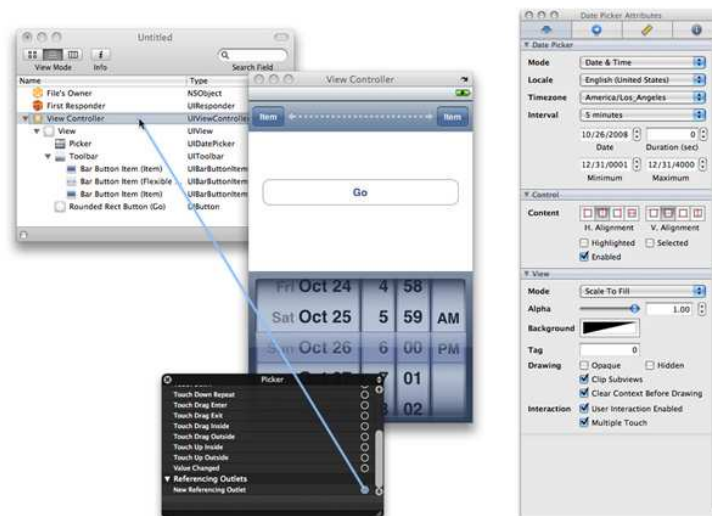 Untitled
View Mode
Info
Search Field
Name Type
File's Owner NSObject
First Responder UIResponder
View Controller UIViewController
View UIView
Picker UIDatePicker
Toolbar UIToolbar
Bar Button Item (Item) UIBarButtonItem
Bar Button Item (Flexible ... UIBarButtonItem
Bar Button Item (Item) UIBarButtonItem
Rounded Rect Button (Go) UIButton
View Controller
Item Item
Go
Fri Oct 24 4 58
Sat Oct 25 5 59 AM
Sun Oct 26 6 00 PM
7 01
02
Picker
Touch Down Repeat
Touch Drag Enter
Touch Drag Exit
Touch Drag Inside
Touch Drag Outside
Touch Up Inside
Touch Up Outside
Value Changed
Referencing Outlets
New Referencing Outlet
Date Picker Attributes
Date Picker
Mode Date & Time
Locale English (United States)
Timezone America/Los_Angeles
Interval 5 minutes
10/26/2008 0
Date Duration (sec)
12/31/0001 12/31/4000
Minimum Maximum
Control
Content
H. Alignment V. Alignment
Highlighted Selected
Enabled
View
Mode Scale To Fill
Alpha 1.00
Background
Tag 0
Drawing Opaque Hidden
Clip Subviews
Clear Context Before Drawing
Interaction User Interaction Enabled
Multiple Touch